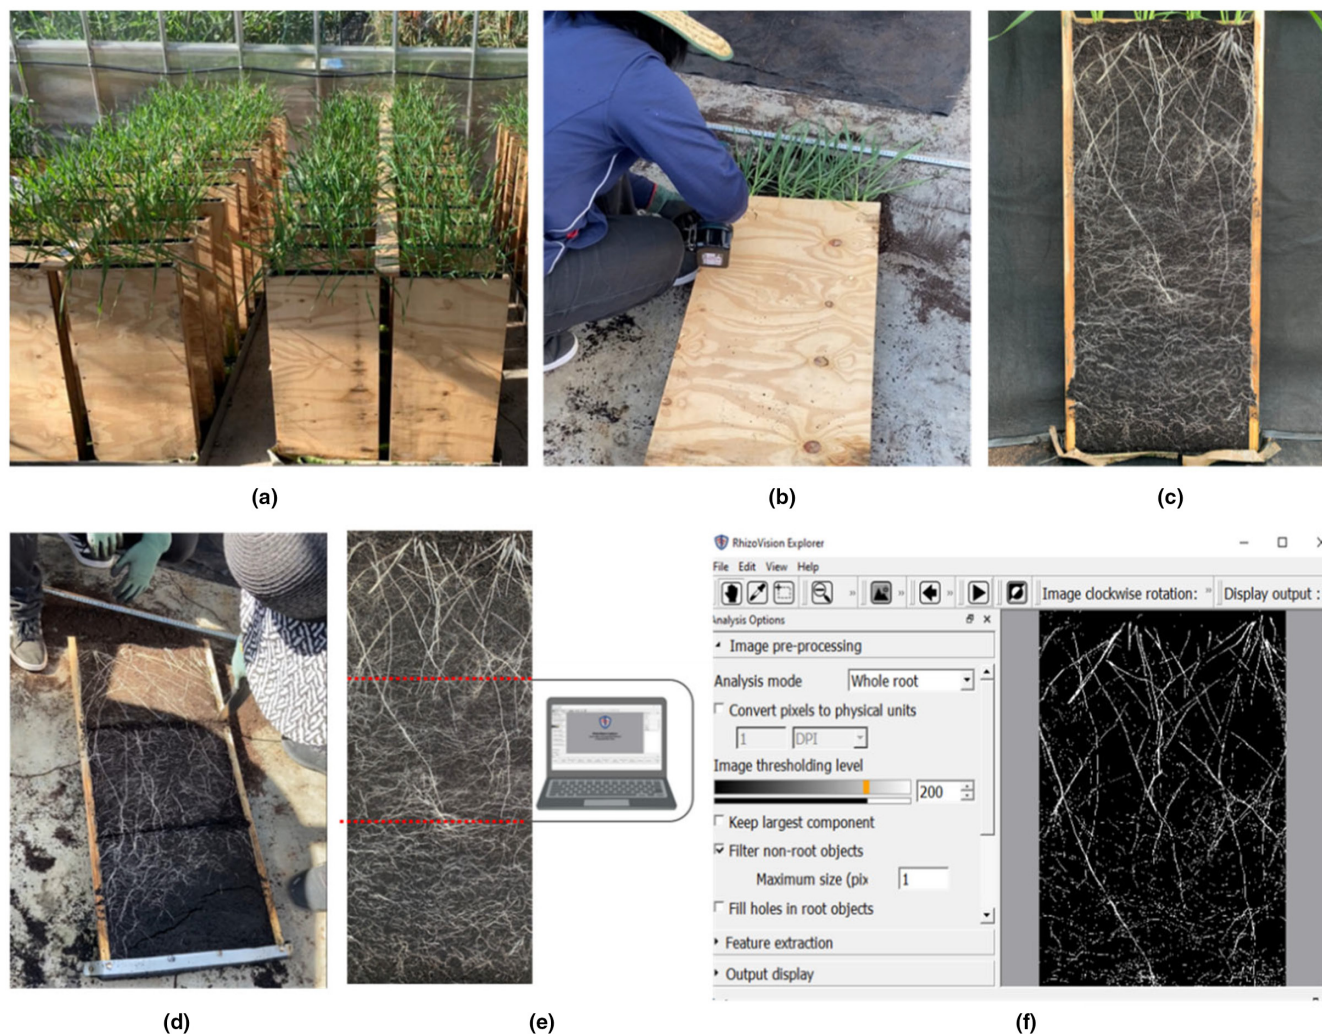 (a)
(b)
(c)
RhizoVision Explorer
File Edit View Help
Image clockwise rotation: » Display output :
Analysis Options
Image pre-processing
Analysis mode Whole root
Convert pixels to physical units
1 DPI
Image thresholding level
200
Keep largest component
Filter non-root objects
Maximum size (pix 1
Fill holes in root objects
Feature extraction
Output display
(d)
(e)
(f)